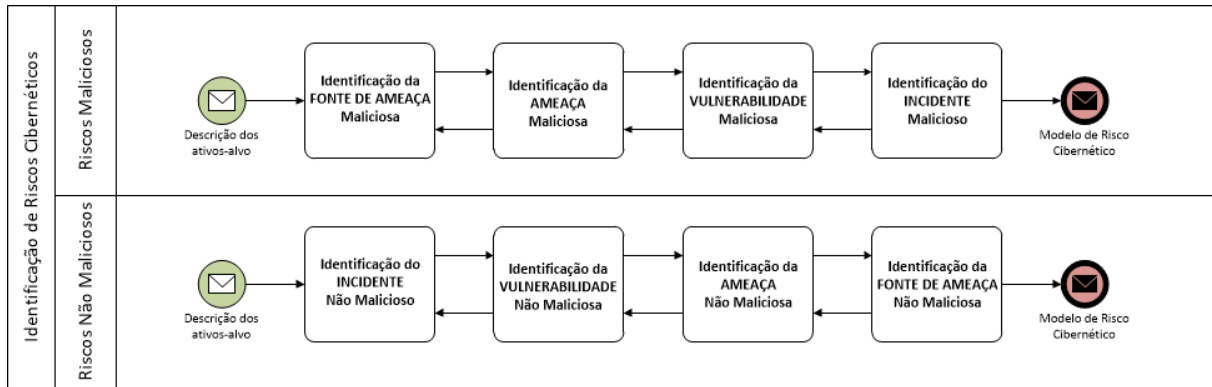 Identificação de Riscos Cibernéticos
Riscos Maliciosos
Descrição dos
ativos-alvo
Identificação da
FONTE DE AMEAÇA
Maliciosa
Identificação da
AMEAÇA
Maliciosa
Identificação da
VULNERABILIDADE
Maliciosa
Identificação do
INCIDENTE
Malicioso
Modelo de Risco
Cibernético
Riscos Não Maliciosos
Descrição dos
ativos-alvo
Identificação do
INCIDENTE
Não Malicioso
Identificação da
VULNERABILIDADE
Não Maliciosa
Identificação da
AMEAÇA
Não Maliciosa
Identificação da
FONTE DE AMEAÇA
Não Maliciosa
Modelo de Risco
Cibernético